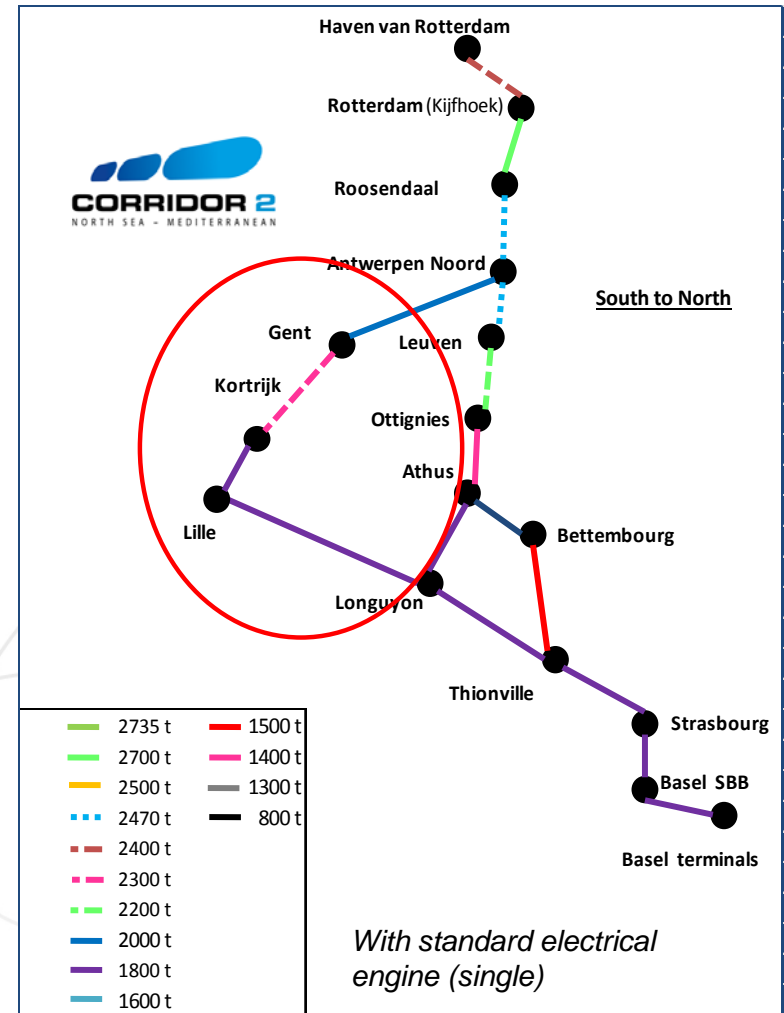 Haven van Rotterdam
Rotterdam (Kijfhoek)
CORRIDOR 2
NORTH SEA – MEDITERRANEAN
Roosendaal
Antwerpen Noord
South to North
Gent
Leuven
Kortrijk
Ottignies
Athus
Lille
Bettembourg
Longuyon
Thionville
Strasbourg
Basel SBB
Basel terminals
2735 t
2700 t
2500 t
2470 t
2400 t
2300 t
2200 t
2000 t
1800 t
1600 t
1500 t
1400 t
1300 t
800 t
With standard electrical
engine (single)